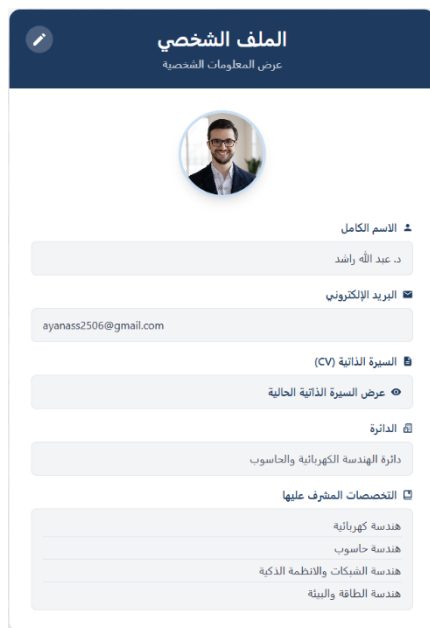 الملف الشخصي
عرض المعلومات الشخصية
الاسم الكامل
د. عبد الله راشد
البريد الإلكتروني
ayanass2506@gmail.com
السيرة الذاتية (CV)
عرض السيرة الذاتية الحالية
الدائرة
دائرة الهندسة الكهربائية والحاسوب
التخصصات المشرف عليها
هندسة كهربائية
هندسة حاسوب
هندسة الشبكات والانظمة الذكية
هندسة الطاقة والبيئة